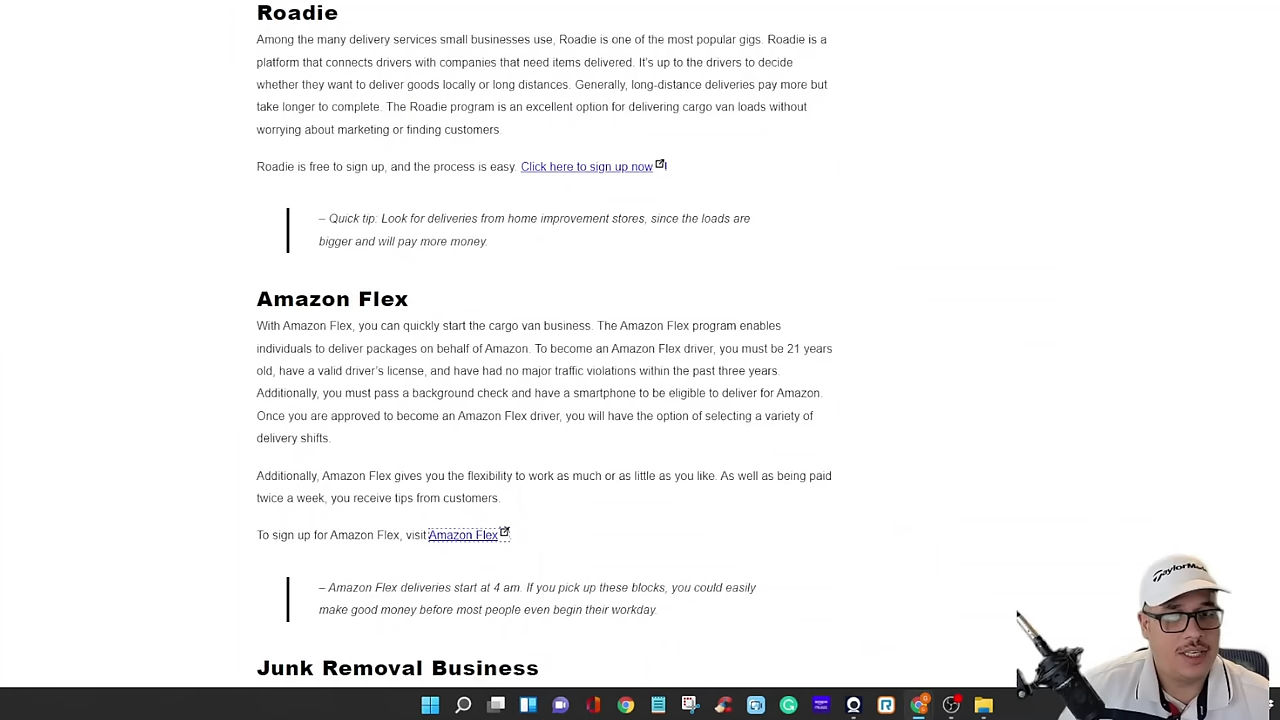 Roadie
Among the many delivery services small businesses use, Roadie is one of the most popular gigs. Roadie is a
platform that connects drivers with companies that need items delivered. It's up to the drivers to decide
whether they want to deliver goods locally or long distances. Generally, long-distance deliveries pay more but
take longer to complete. The Roadie program is an excellent option for delivering cargo van loads without
worrying about marketing or finding customers.
Roadie is free to sign up, and the process is easy. Click here to sign up now!
– Quick tip: Look for deliveries from home improvement stores, since the loads are
bigger and will pay more money.
Amazon Flex
With Amazon Flex, you can quickly start the cargo van business. The Amazon Flex program enables
individuals to deliver packages on behalf of Amazon. To become an Amazon Flex driver, you must be 21 years
old, have a valid driver's license, and have had no major traffic violations within the past three years.
Additionally, you must pass a background check and have a smartphone to be eligible to deliver for Amazon.
Once you are approved to become an Amazon Flex driver, you will have the option of selecting a variety of
delivery shifts.
Additionally, Amazon Flex gives you the flexibility to work as much or as little as you like. As well as being paid
twice a week, you receive tips from customers.
To sign up for Amazon Flex, visit Amazon Flex.
– Amazon Flex deliveries start at 4 am. If you pick up these blocks, you could easily
make good money before most people even begin their workday.
Junk Removal Business
TaylorMade